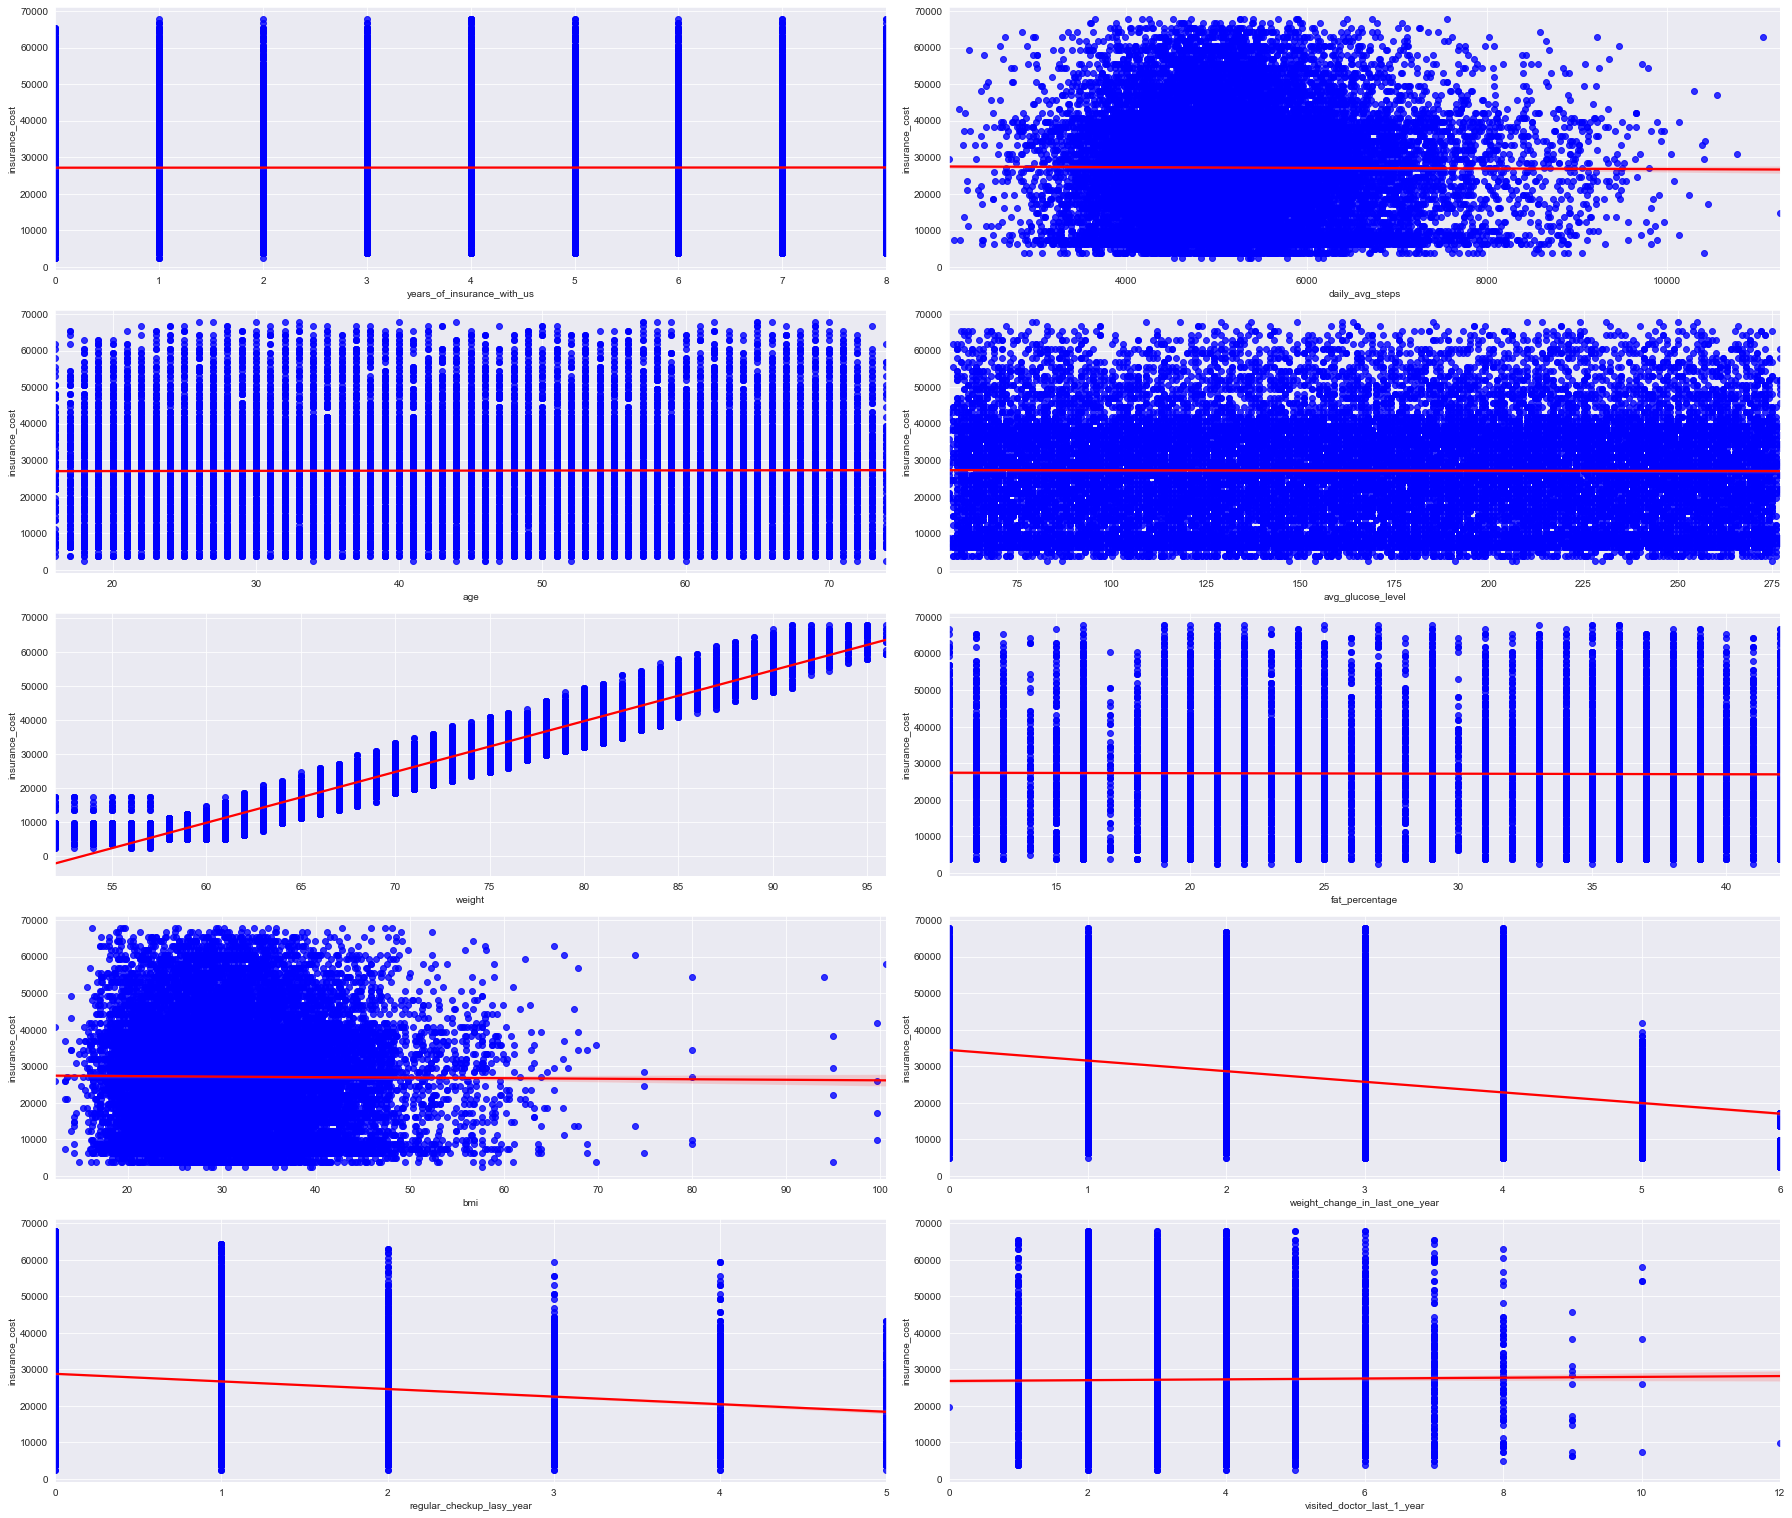 70000
60000
50000
40000
30000
20000
10000
0
insurance_cost
0 1 2 3 4 5 6 7 8
years_of_insurance_with_us
70000
60000
50000
40000
30000
20000
10000
0
insurance_cost
4000 6000 8000 10000
daily_avg_steps
70000
60000
50000
40000
30000
20000
10000
0
insurance_cost
20 30 40 50 60 70
age
70000
60000
50000
40000
30000
20000
10000
0
insurance_cost
75 100 125 150 175 200 225 250 275
avg_glucose_level
70000
60000
50000
40000
30000
20000
10000
0
insurance_cost
55 60 65 70 75 80 85 90 95
weight
70000
60000
50000
40000
30000
20000
10000
0
insurance_cost
15 20 25 30 35 40
fat_percentage
70000
60000
50000
40000
30000
20000
10000
0
insurance_cost
20 30 40 50 60 70 80 90 100
bmi
70000
60000
50000
40000
30000
20000
10000
0
insurance_cost
0 1 2 3 4 5 6
weight_change_in_last_one_year
70000
60000
50000
40000
30000
20000
10000
0
insurance_cost
0 1 2 3 4 5
regular_checkup_lasy_year
70000
60000
50000
40000
30000
20000
10000
0
insurance_cost
0 2 4 6 8 10 12
visited_doctor_last_1_year